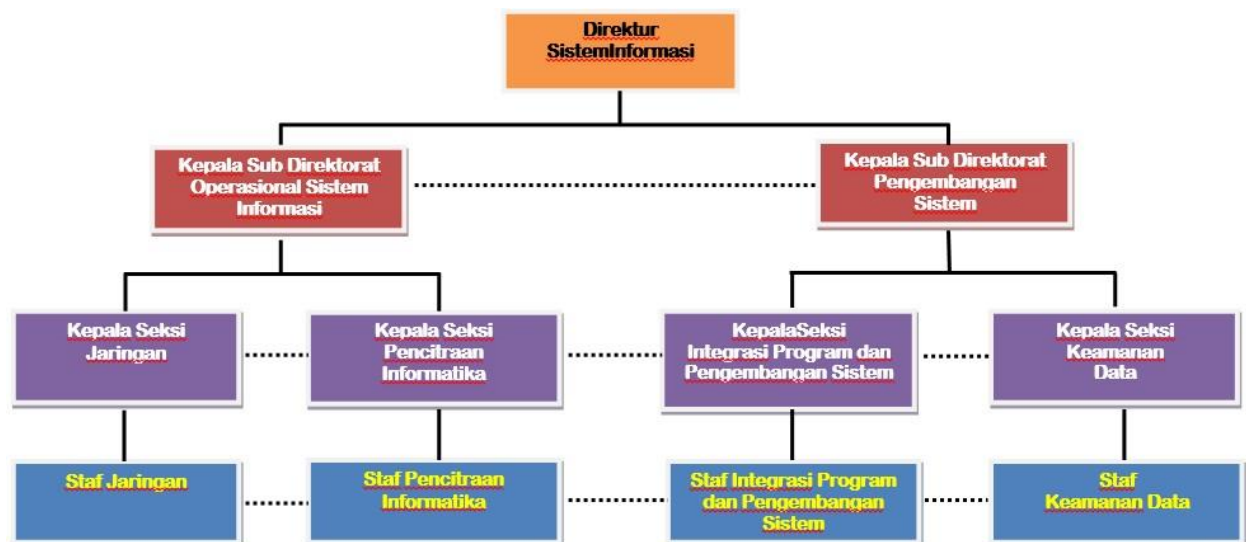 Direktur
SistemInformasi
Kepala Sub Direktorat
Operasional Sistem
Informasi
Kepala Sub Direktorat
Pengembangan
Sistem
Kepala Seksi
Jaringan
Kepala Seksi
Pencitraan
Informatika
KepalaSeksi
Integrasi Program dan
Pengembangan Sistem
Kepala Seksi
Keamanan
Data
Staf Jaringan
Staf Pencitraan
Informatika
Staf Integrasi Program
dan Pengembangan
Sistem
Staf
Keamanan Data